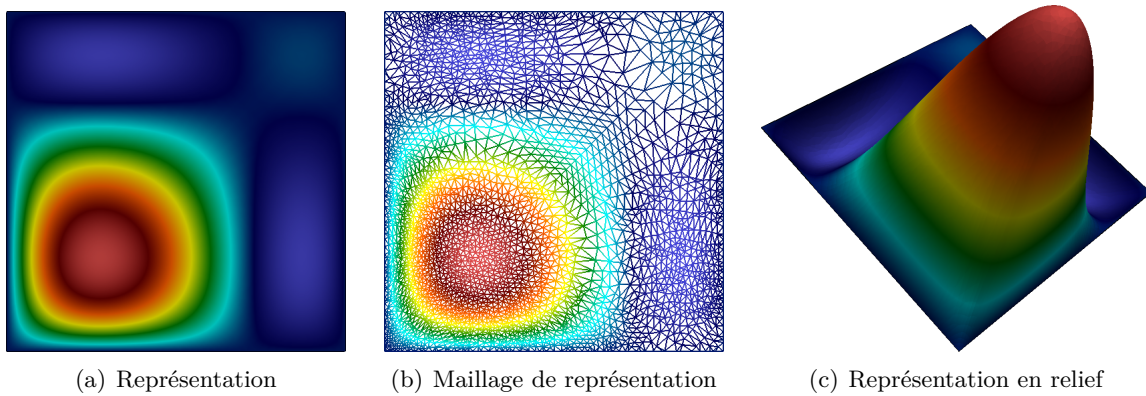 (a) Représentation
(b) Maillage de représentation
(c) Représentation en relief